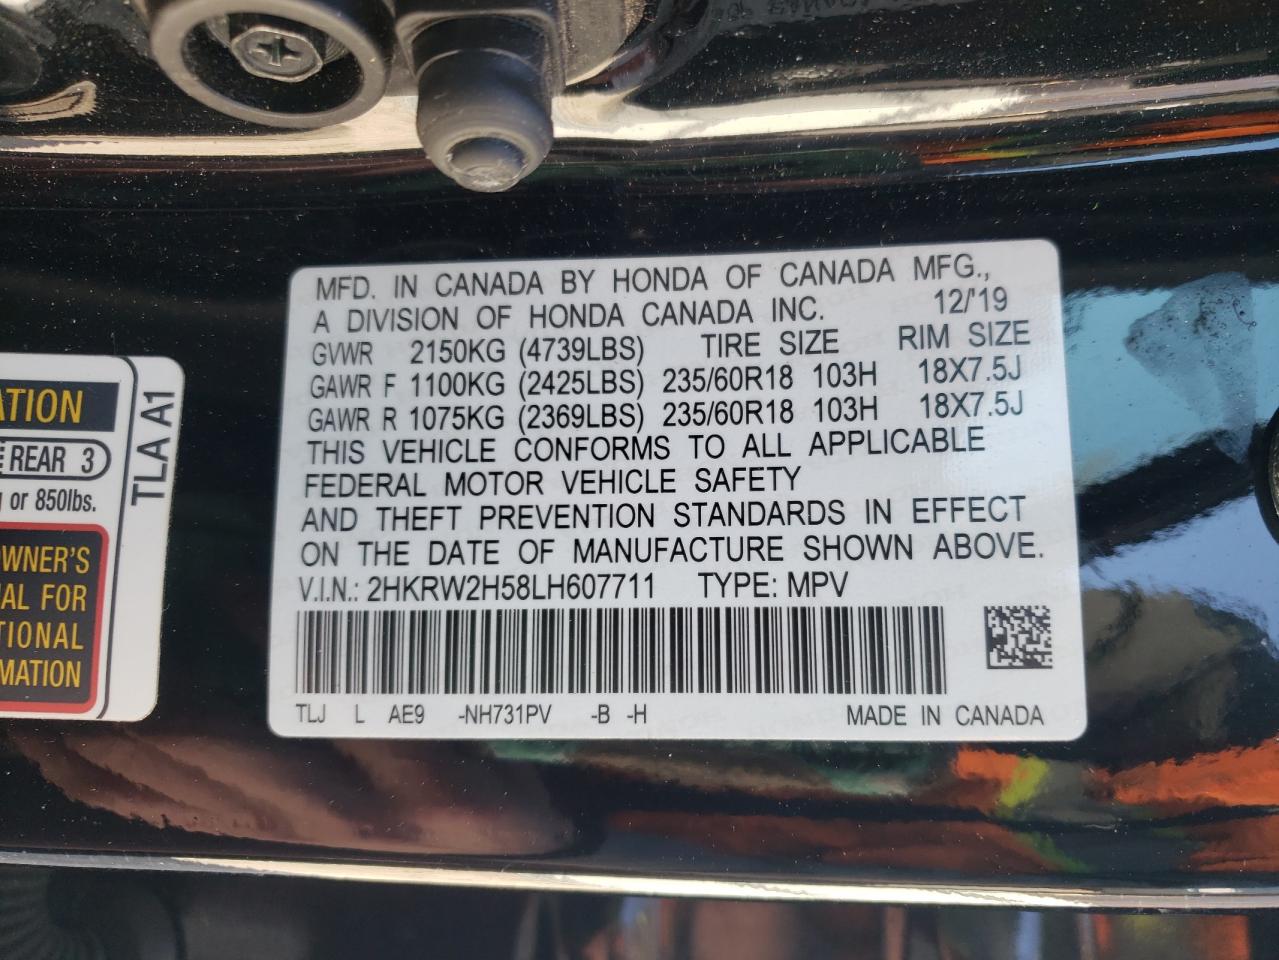 MFD. IN CANADA BY HONDA OF CANADA MFG.,
A DIVISION OF HONDA CANADA INC. 12/'19
GVWR 2150KG (4739LBS) TIRE SIZE RIM SIZE
GAWR F 1100KG (2425LBS) 235/60R18 103H 18X7.5J
GAWR R 1075KG (2369LBS) 235/60R18 103H 18X7.5J
THIS VEHICLE CONFORMS TO ALL APPLICABLE
FEDERAL MOTOR VEHICLE SAFETY
AND THEFT PREVENTION STANDARDS IN EFFECT
ON THE DATE OF MANUFACTURE SHOWN ABOVE.
V.I.N.: 2HKRW2H58LH607711 TYPE: MPV
TLJ L AE9 -NH731PV -B -H MADE IN CANADA
ATION
REAR 3
or 850lbs.
OWNER'S
AL FOR
TIONAL
MATION
TLA A1